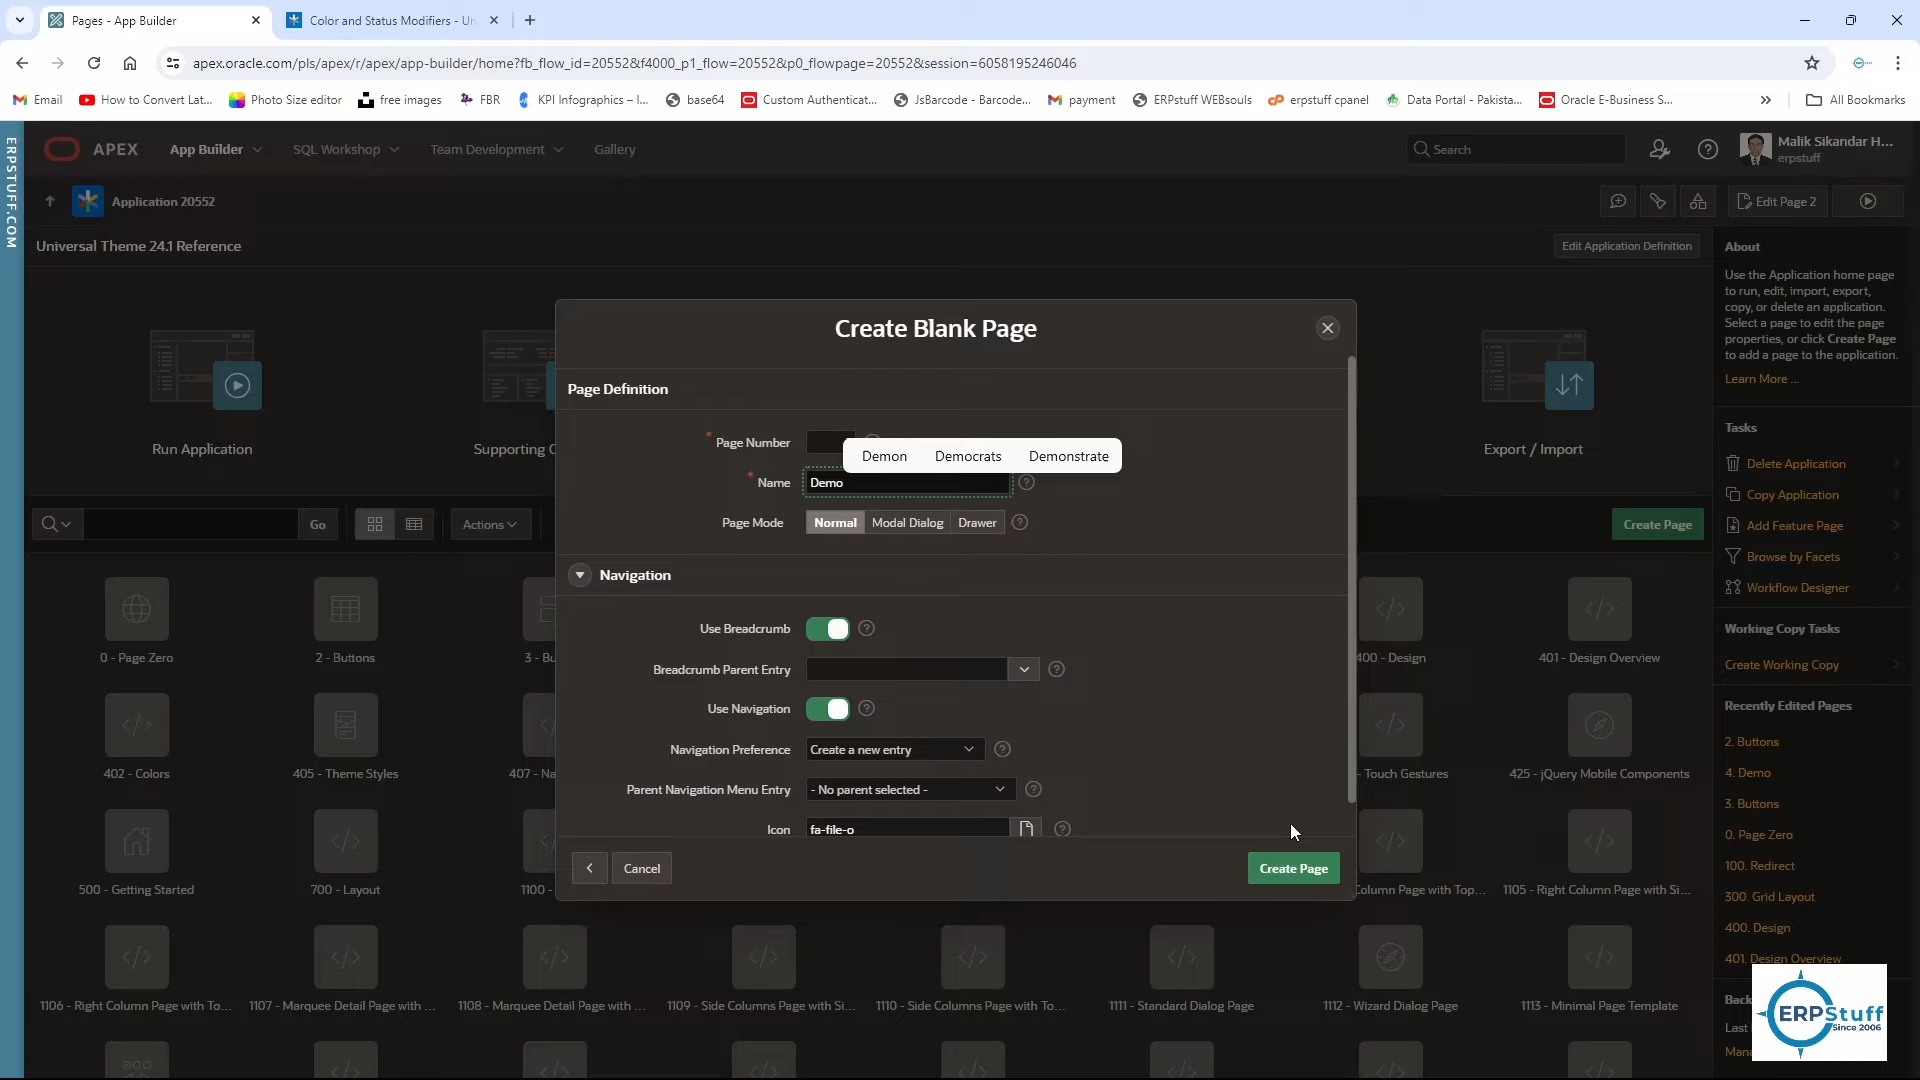 Pages - App Builder
Color and Status Modifiers - Un
apex.oracle.com/pls/apex/r/apex/app-builder/home?fb_flow_id=20552&f4000_p1_flow=20552&p0_flowpage=20552&session=6058195246046
Email
How to Convert Lat...
Photo Size editor
free images
FBR
KPI Infographics – I...
base64
Custom Authenticat...
JsBarcode - Barcode...
payment
ERPstuff WEBsouls
erpstuff cpanel
Data Portal - Pakista...
Oracle E-Business S...
All Bookmarks
ERPSTUFF.COM
APEX
App Builder
SQL Workshop
Team Development
Gallery
Search
Malik Sikandar H...
erpstuff
Application 20552
Edit Page 2
Universal Theme 24.1 Reference
Edit Application Definition
About
Use the Application home page
to run, edit, import, export,
copy, or delete an application.
Select a page to edit the page
properties, or click Create Page
to add a page to the application.
Learn More ...
Run Application
Supporting
Export / Import
Create Blank Page
Page Definition
Page Number
Demon Democrats Demonstrate
Name
Demo
Page Mode
Normal
Modal Dialog
Drawer
Navigation
Use Breadcrumb
Breadcrumb Parent Entry
Use Navigation
Navigation Preference
Create a new entry
Parent Navigation Menu Entry
- No parent selected -
Icon
fa-file-o
Cancel
Create Page
Tasks
Delete Application
Copy Application
Add Feature Page
Browse by Facets
Workflow Designer
Working Copy Tasks
Create Working Copy
Recently Edited Pages
2. Buttons
4. Demo
3. Buttons
0. Page Zero
100. Redirect
300. Grid Layout
400. Design
401. Design Overview
Go
Actions
Create Page
0 - Page Zero
2 - Buttons
3 - Bu
400 - Design
401 - Design Overview
402 - Colors
405 - Theme Styles
407 - Na
- Touch Gestures
425 - jQuery Mobile Components
500 - Getting Started
700 - Layout
1100 -
Column Page with Top...
1105 - Right Column Page with Si...
1106 - Right Column Page with To...
1107 - Marquee Detail Page with ...
1108 - Marquee Detail Page with ...
1109 - Side Columns Page with Si...
1110 - Side Columns Page with To...
1111 - Standard Dialog Page
1112 - Wizard Dialog Page
1113 - Minimal Page Template
Back
Last
Mana
ERPStuff
Since 2006